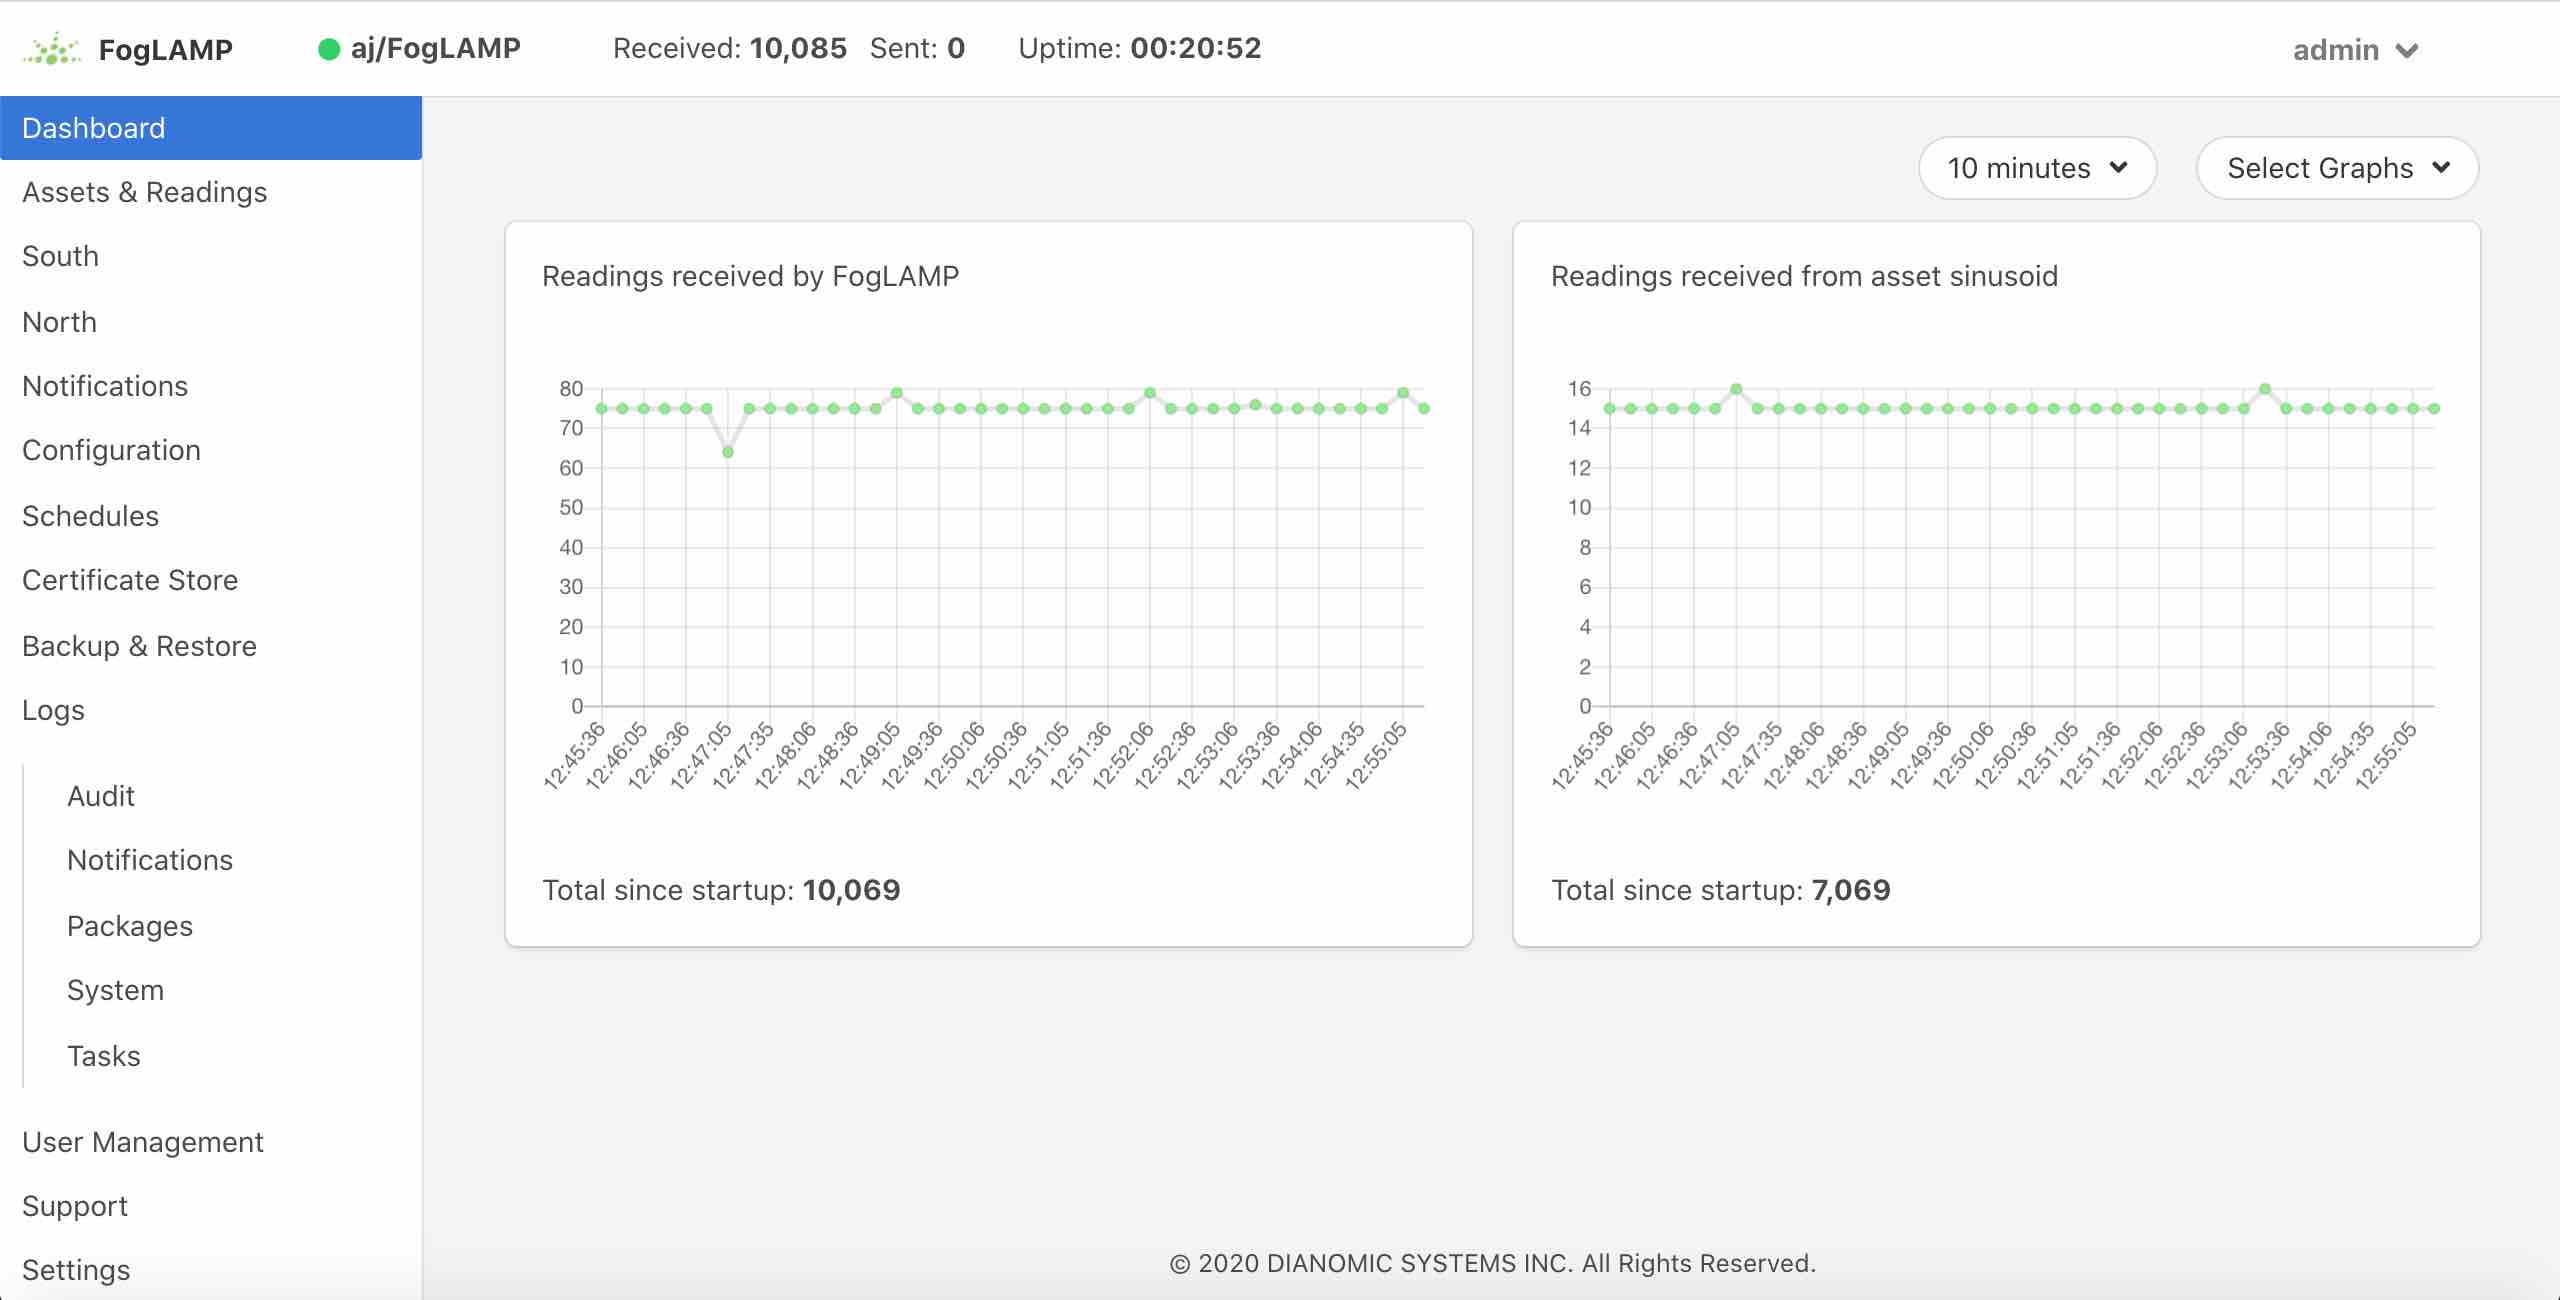 FogLAMP aj/FogLAMP Received: 10,085 Sent: 0 Uptime: 00:20:52 admin
Dashboard
Assets & Readings
South
North
Notifications
Configuration
Schedules
Certificate Store
Backup & Restore
Logs
Audit
Notifications
Packages
System
Tasks
User Management
Support
Settings
10 minutes Select Graphs
Readings received by FogLAMP
80
70
60
50
40
30
20
10
0
12:45:36 12:46:05 12:46:36 12:47:05 12:47:35 12:48:06 12:48:36 12:49:05 12:49:36 12:50:06 12:50:36 12:51:05 12:51:36 12:52:06 12:52:36 12:53:06 12:53:36 12:54:06 12:54:35 12:55:05
Total since startup: 10,069
Readings received from asset sinusoid
16
14
12
10
8
6
4
2
0
12:45:36 12:46:05 12:46:36 12:47:05 12:47:35 12:48:06 12:48:36 12:49:05 12:49:36 12:50:06 12:50:36 12:51:05 12:51:36 12:52:06 12:52:36 12:53:06 12:53:36 12:54:06 12:54:35 12:55:05
Total since startup: 7,069
© 2020 DIANOMIC SYSTEMS INC. All Rights Reserved.